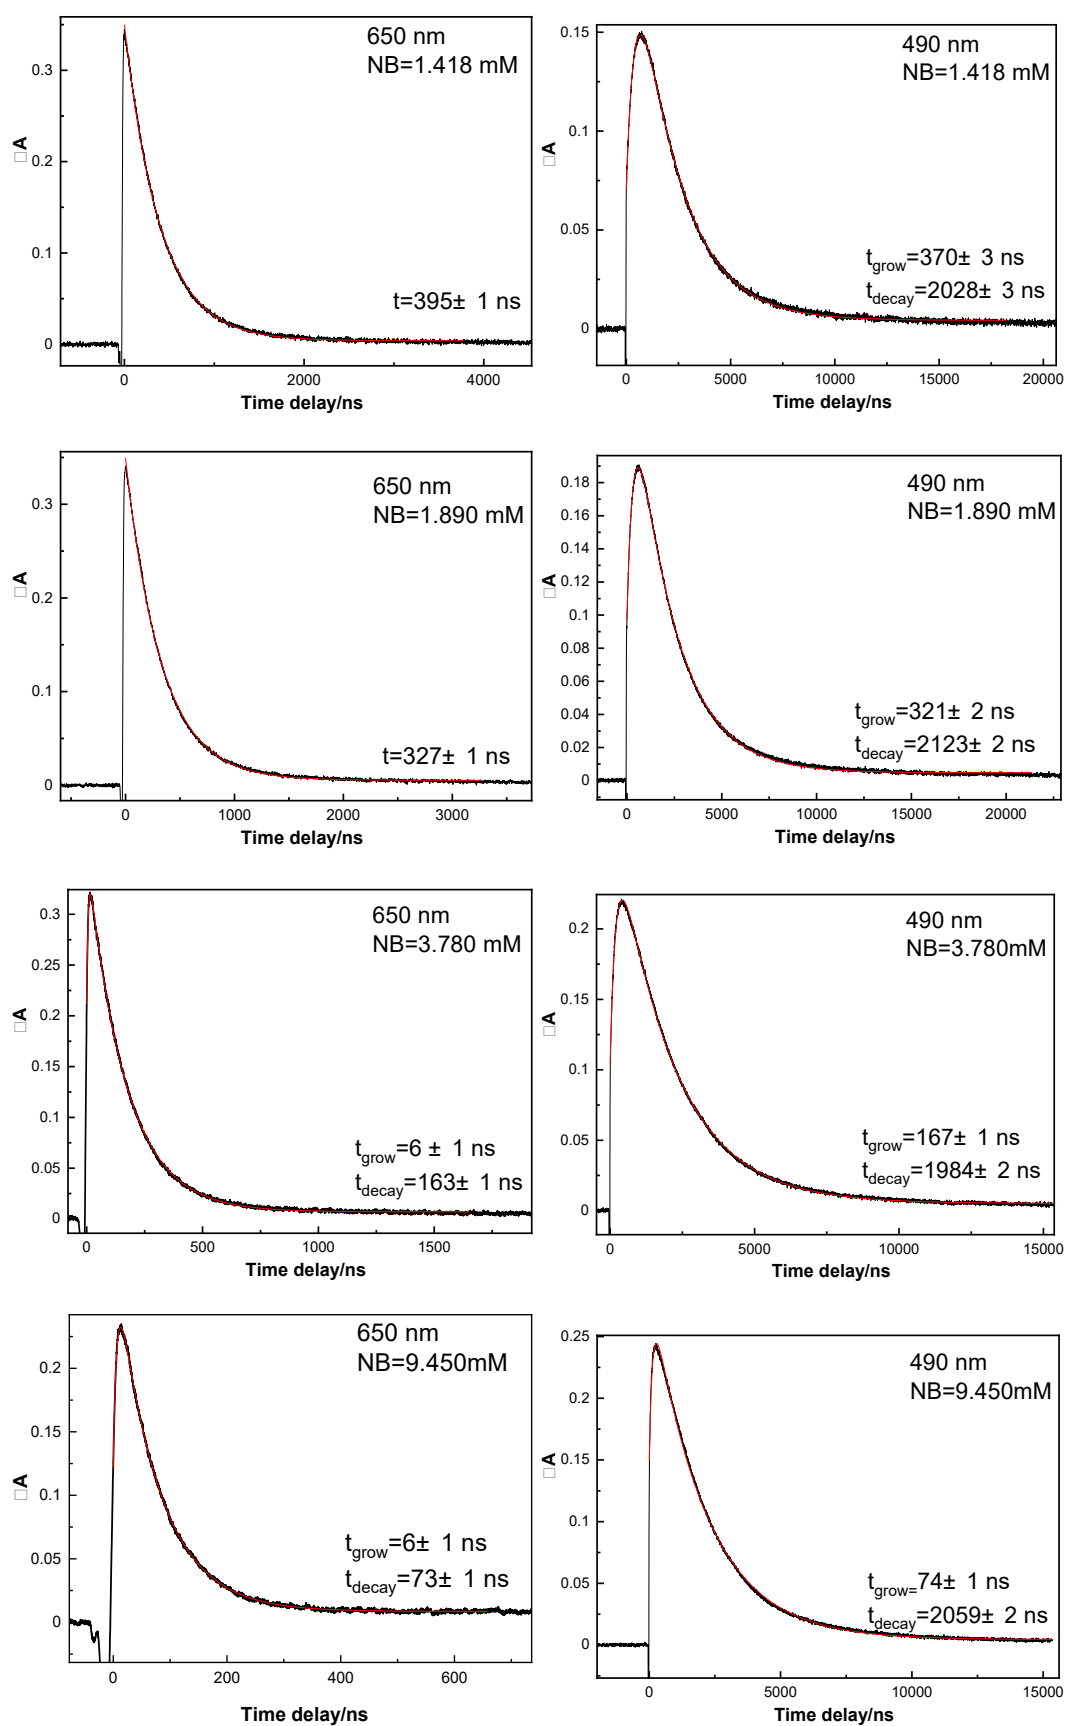 650 nm
NB=1.418 mM
t=395± 1 ns
0.3
0.2
0.1
0
□A
0
2000
4000
Time delay/ns
490 nm
NB=1.418 mM
tgrow=370± 3 ns
tdecay=2028± 3 ns
0.15
0.1
0.05
0
□A
0
5000
10000
15000
20000
Time delay/ns
650 nm
NB=1.890 mM
t=327± 1 ns
0.3
0.2
0.1
0
□A
0
1000
2000
3000
Time delay/ns
490 nm
NB=1.890 mM
tgrow=321± 2 ns
tdecay=2123± 2 ns
0.18
0.16
0.14
0.12
0.1
0.08
0.06
0.04
0.02
0
□A
0
5000
10000
15000
20000
Time delay/ns
650 nm
NB=3.780 mM
tgrow=6 ± 1 ns
tdecay=163± 1 ns
0.3
0.25
0.2
0.15
0.1
0.05
0
□A
0
500
1000
1500
Time delay/ns
490 nm
NB=3.780mM
tgrow=167± 1 ns
tdecay=1984± 2 ns
0.2
0.15
0.1
0.05
0
□A
0
5000
10000
15000
Time delay/ns
650 nm
NB=9.450mM
tgrow=6± 1 ns
tdecay=73± 1 ns
0.2
0.15
0.1
0.05
0
□A
0
200
400
600
Time delay/ns
490 nm
NB=9.450mM
tgrow=74± 1 ns
tdecay=2059± 2 ns
0.25
0.2
0.15
0.1
0.05
0
□A
0
5000
10000
15000
Time delay/ns